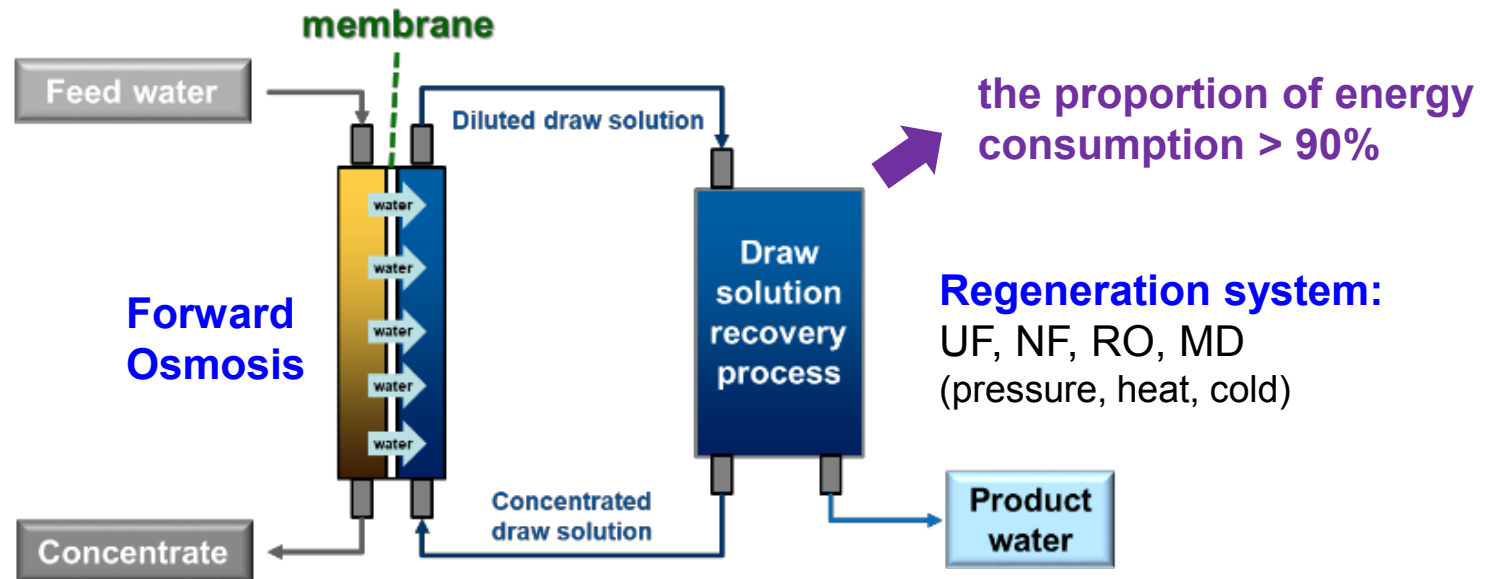 membrane
Feed water
Diluted draw solution
the proportion of energy
consumption > 90%
water
water
water
water
water
Forward
Osmosis
Draw
solution
recovery
process
Regeneration system:
UF, NF, RO, MD
(pressure, heat, cold)
Concentrated
draw solution
Product
water
Concentrate